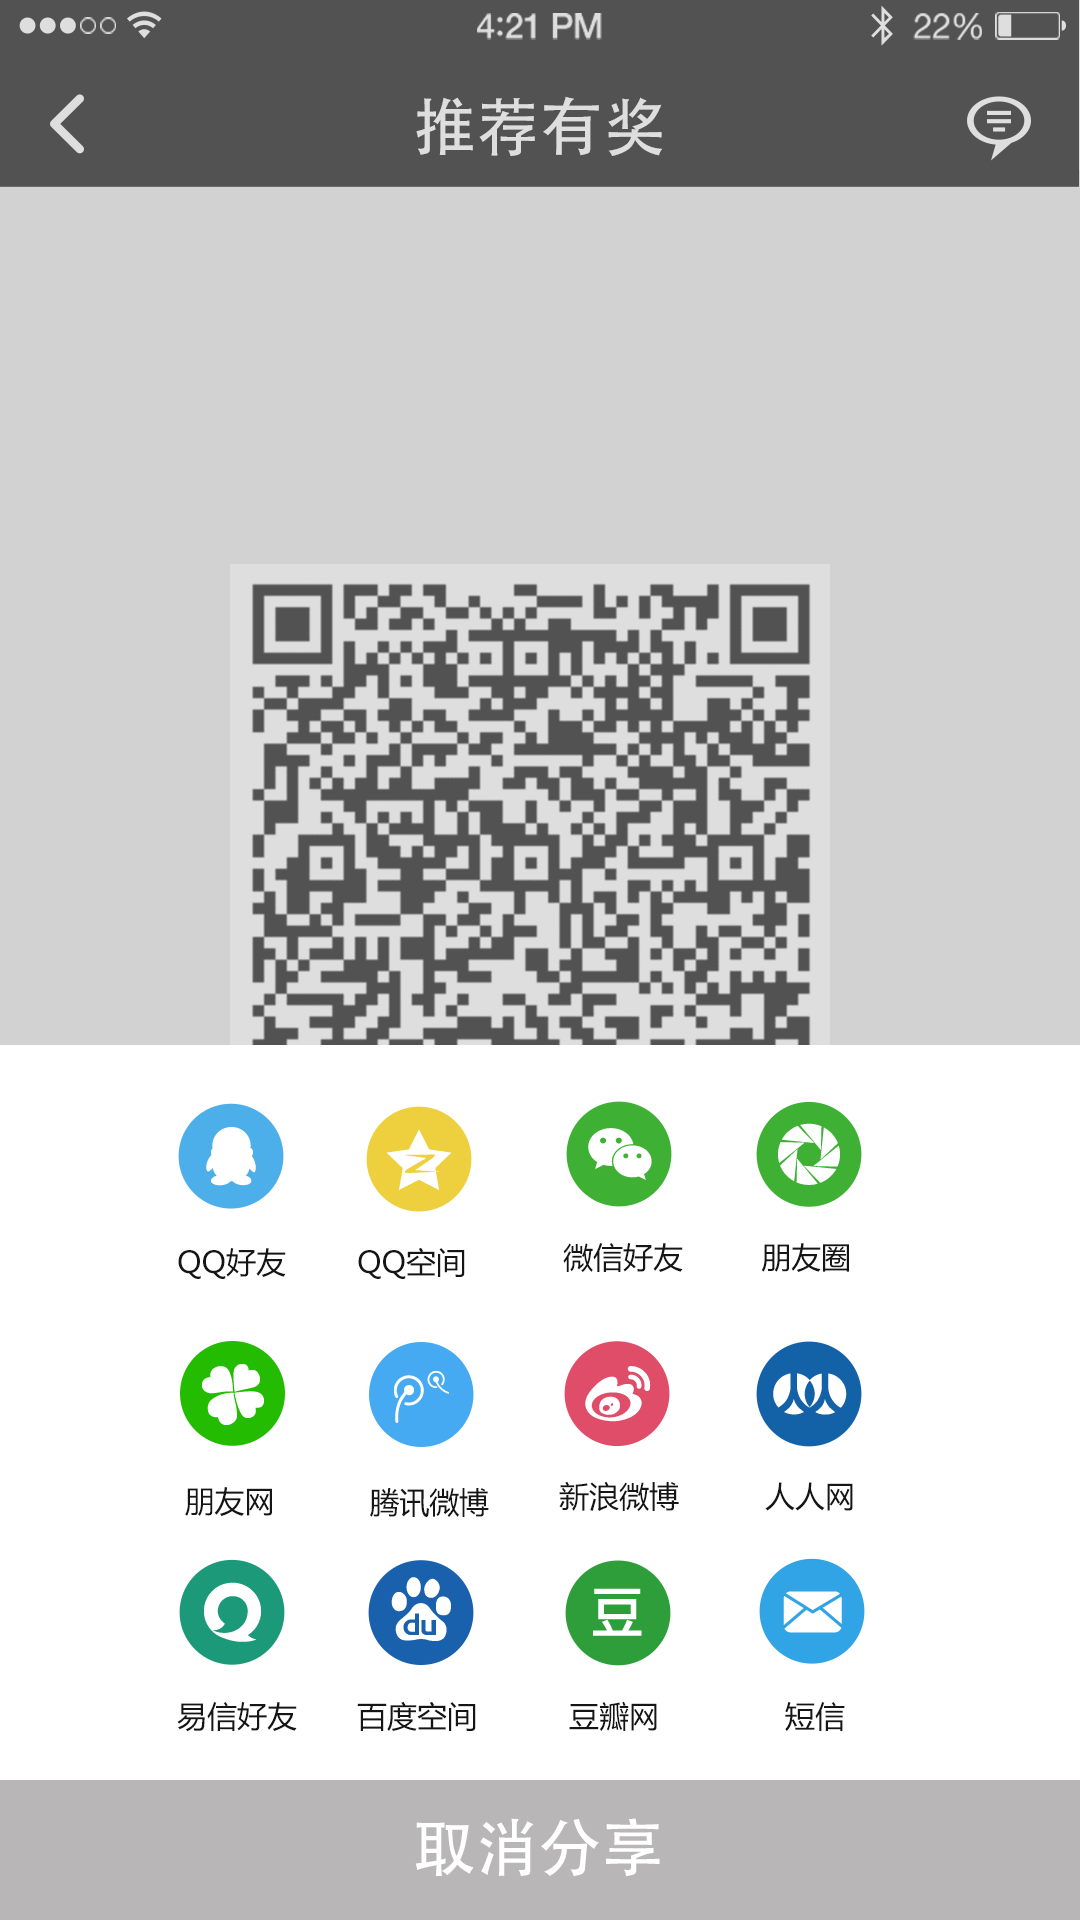 4:21 PM 22%
推荐有奖
QQ好友 QQ空间 微信好友 朋友圈
朋友网 腾讯微博 新浪微博 人人网
du 豆
易信好友 百度空间 豆瓣网 短信
取消分享